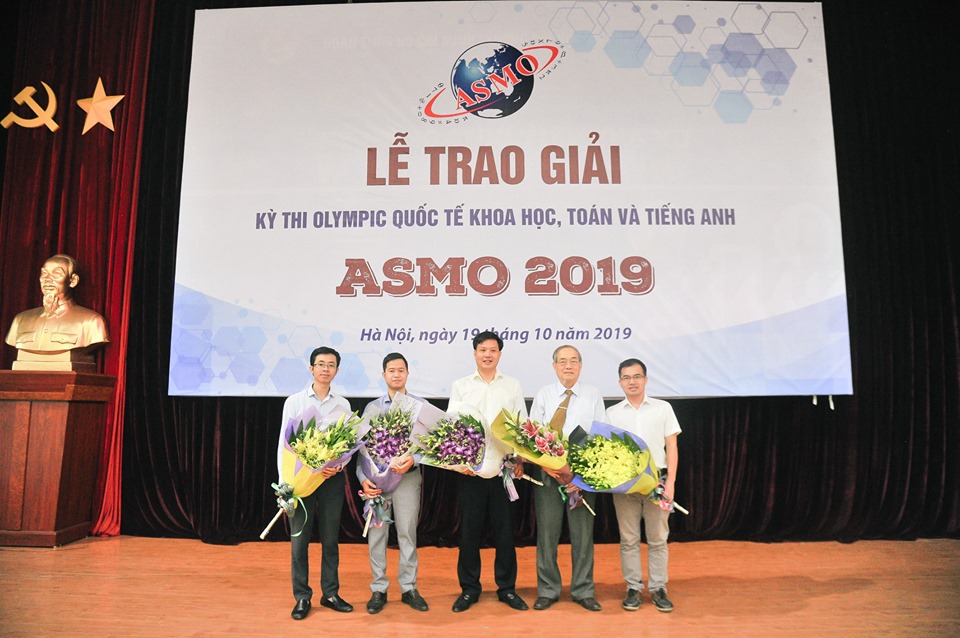 ASMO
LỄ TRAO GIẢI
KỲ THI OLYMPIC QUỐC TẾ KHOA HỌC, TOÁN VÀ TIẾNG ANH
ASMO 2019
Hà Nội, ngày 19 tháng 10 năm 2019